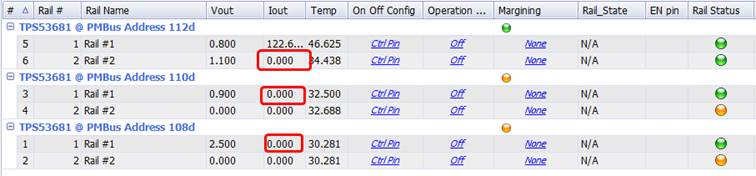 # Rail # Rail Name Vout Iout Temp On Off Config Operation ... Margining Rail_State EN pin Rail Status
TPS53681 @ PMBus Address 112d
5 1 Rail #1 0.800 122.6... 46.625 Ctrl Pin Off None N/A
6 2 Rail #2 1.100 0.000 34.438 Ctrl Pin Off None N/A
TPS53681 @ PMBus Address 110d
3 1 Rail #1 0.900 0.000 32.500 Ctrl Pin Off None N/A
4 2 Rail #2 0.000 0.000 32.688 Ctrl Pin Off None N/A
TPS53681 @ PMBus Address 108d
1 1 Rail #1 2.500 0.000 30.281 Ctrl Pin Off None N/A
2 2 Rail #2 0.000 0.000 30.281 Ctrl Pin Off None N/A